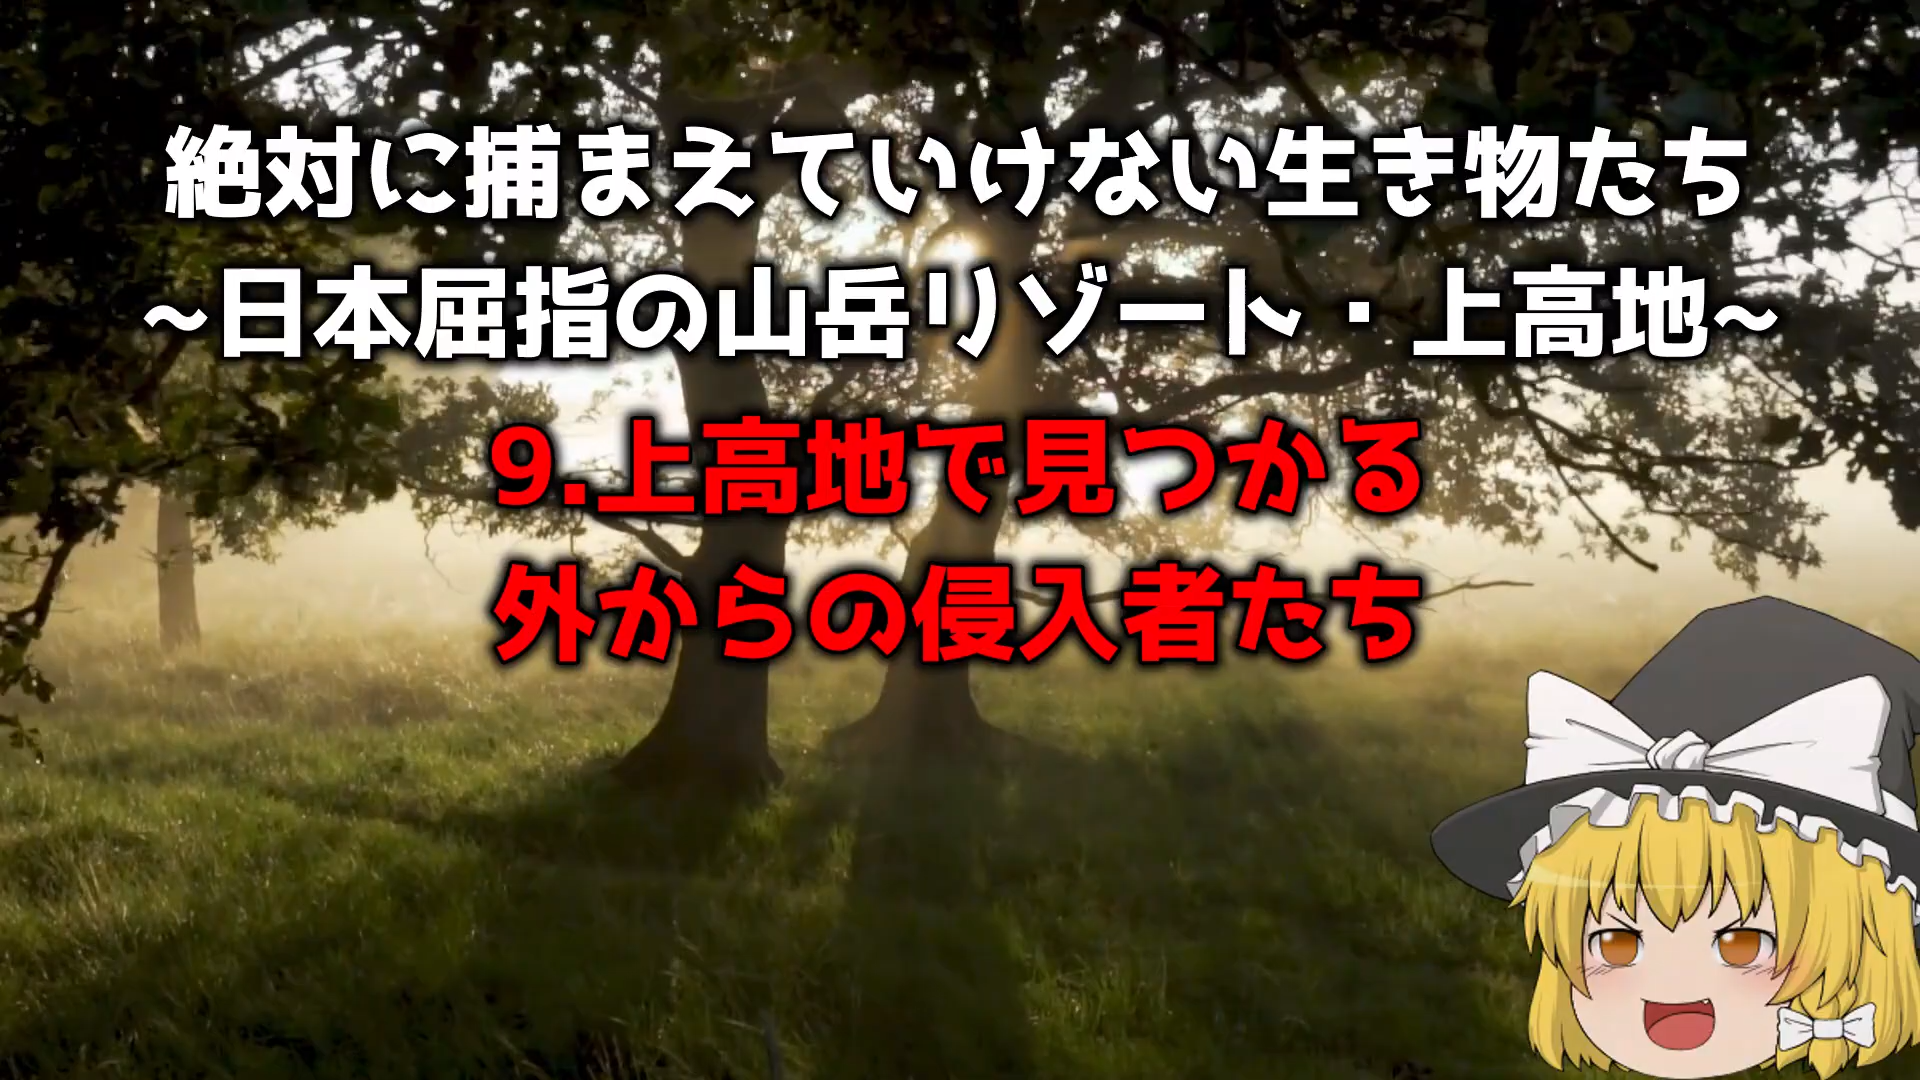 絶対に捕まえていけない生き物たち
~日本屈指の山岳リゾート・上高地~
9.上高地で見つかる
外からの侵入者たち